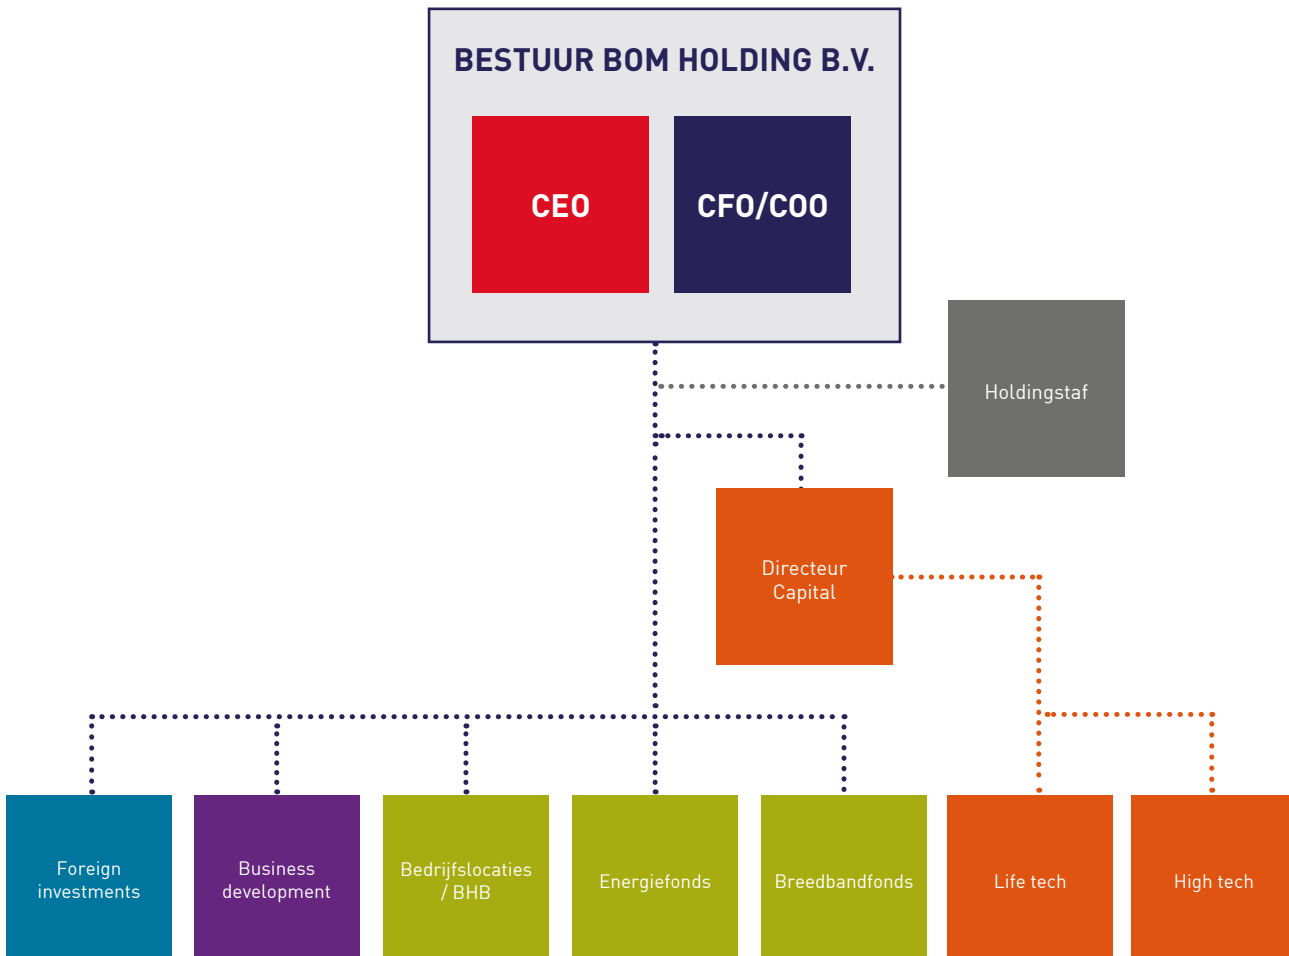 BESTUUR BOM HOLDING B.V.
CEO
CFO/COO
Holdingstaf
Directeur
Capital
Foreign
investments
Business
development
Bedrijfslocaties
/ BHB
Energiefonds
Breedbandfonds
Life tech
High tech